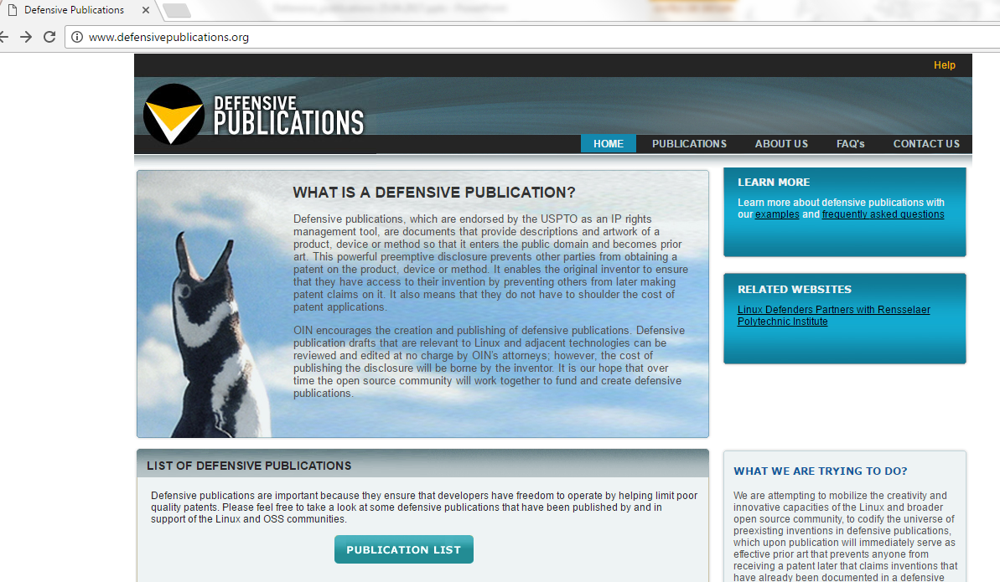 Defensive Publications
www.defensivepublications.org
Help
DEFENSIVE
PUBLICATIONS
HOME PUBLICATIONS ABOUT US FAQ's CONTACT US
WHAT IS A DEFENSIVE PUBLICATION?
Defensive publications, which are endorsed by the USPTO as an IP rights
management tool, are documents that provide descriptions and artwork of a
product, device or method so that it enters the public domain and becomes prior
art. This powerful preemptive disclosure prevents other parties from obtaining a
patent on the product, device or method. It enables the original inventor to ensure
that they have access to their invention by preventing others from later making
patent claims on it. It also means that they do not have to shoulder the cost of
patent applications.
OIN encourages the creation and publishing of defensive publications. Defensive
publication drafts that are relevant to Linux and adjacent technologies can be
reviewed and edited at no charge by OIN's attorneys; however, the cost of
publishing the disclosure will be borne by the inventor. It is our hope that over
time the open source community will work together to fund and create defensive
publications.
LEARN MORE
Learn more about defensive publications with
our examples and frequently asked questions
RELATED WEBSITES
Linux Defenders Partners with Rensselaer
Polytechnic Institute
LIST OF DEFENSIVE PUBLICATIONS
Defensive publications are important because they ensure that developers have freedom to operate by helping limit poor
quality patents. Please feel free to take a look at some defensive publications that have been published by and in
support of the Linux and OSS communities.
PUBLICATION LIST
WHAT WE ARE TRYING TO DO?
We are attempting to mobilize the creativity and
innovative capacities of the Linux and broader
open source community, to codify the universe of
preexisting inventions in defensive publications,
which upon publication will immediately serve as
effective prior art that prevents anyone from
receiving a patent later that claims inventions that
have already been documented in a defensive